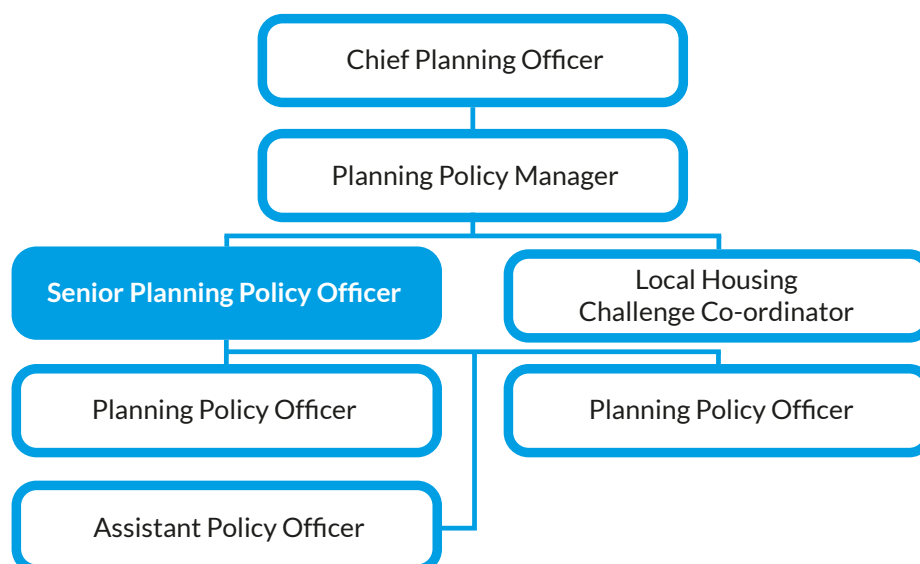 Chief Planning Officer
Planning Policy Manager
Senior Planning Policy Officer
Local Housing
Challenge Co-ordinator
Planning Policy Officer
Planning Policy Officer
Assistant Policy Officer